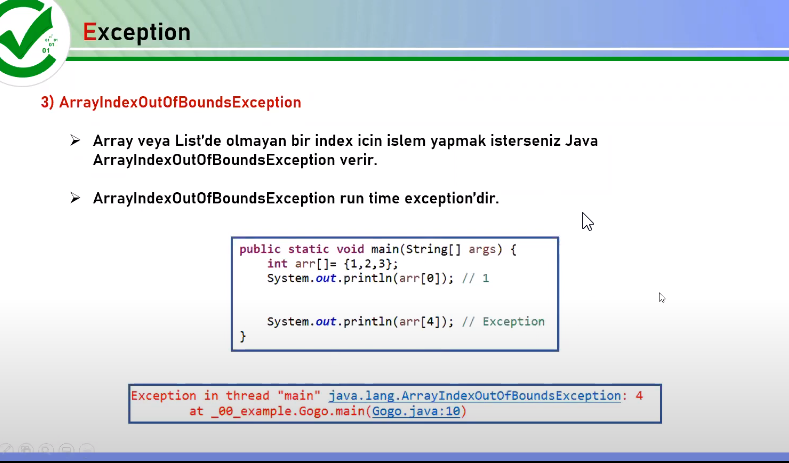 Exception
3) ArrayIndexOutOfBoundsException
➤ Array veya List'de olmayan bir index icin islem yapmak isterseniz Java
ArrayIndexOutOfBoundsException verir.
➤ ArrayIndexOutOfBoundsException run time exception'dir.
public static void main(String[] args) {
int arr[]= {1,2,3};
System.out.println(arr[0]); // 1
System.out.println(arr[4]); // Exception
}
Exception in thread "main" java.lang.ArrayIndexOutOfBoundsException: 4
at _00_example.Gogo.main(Gogo.java:10)